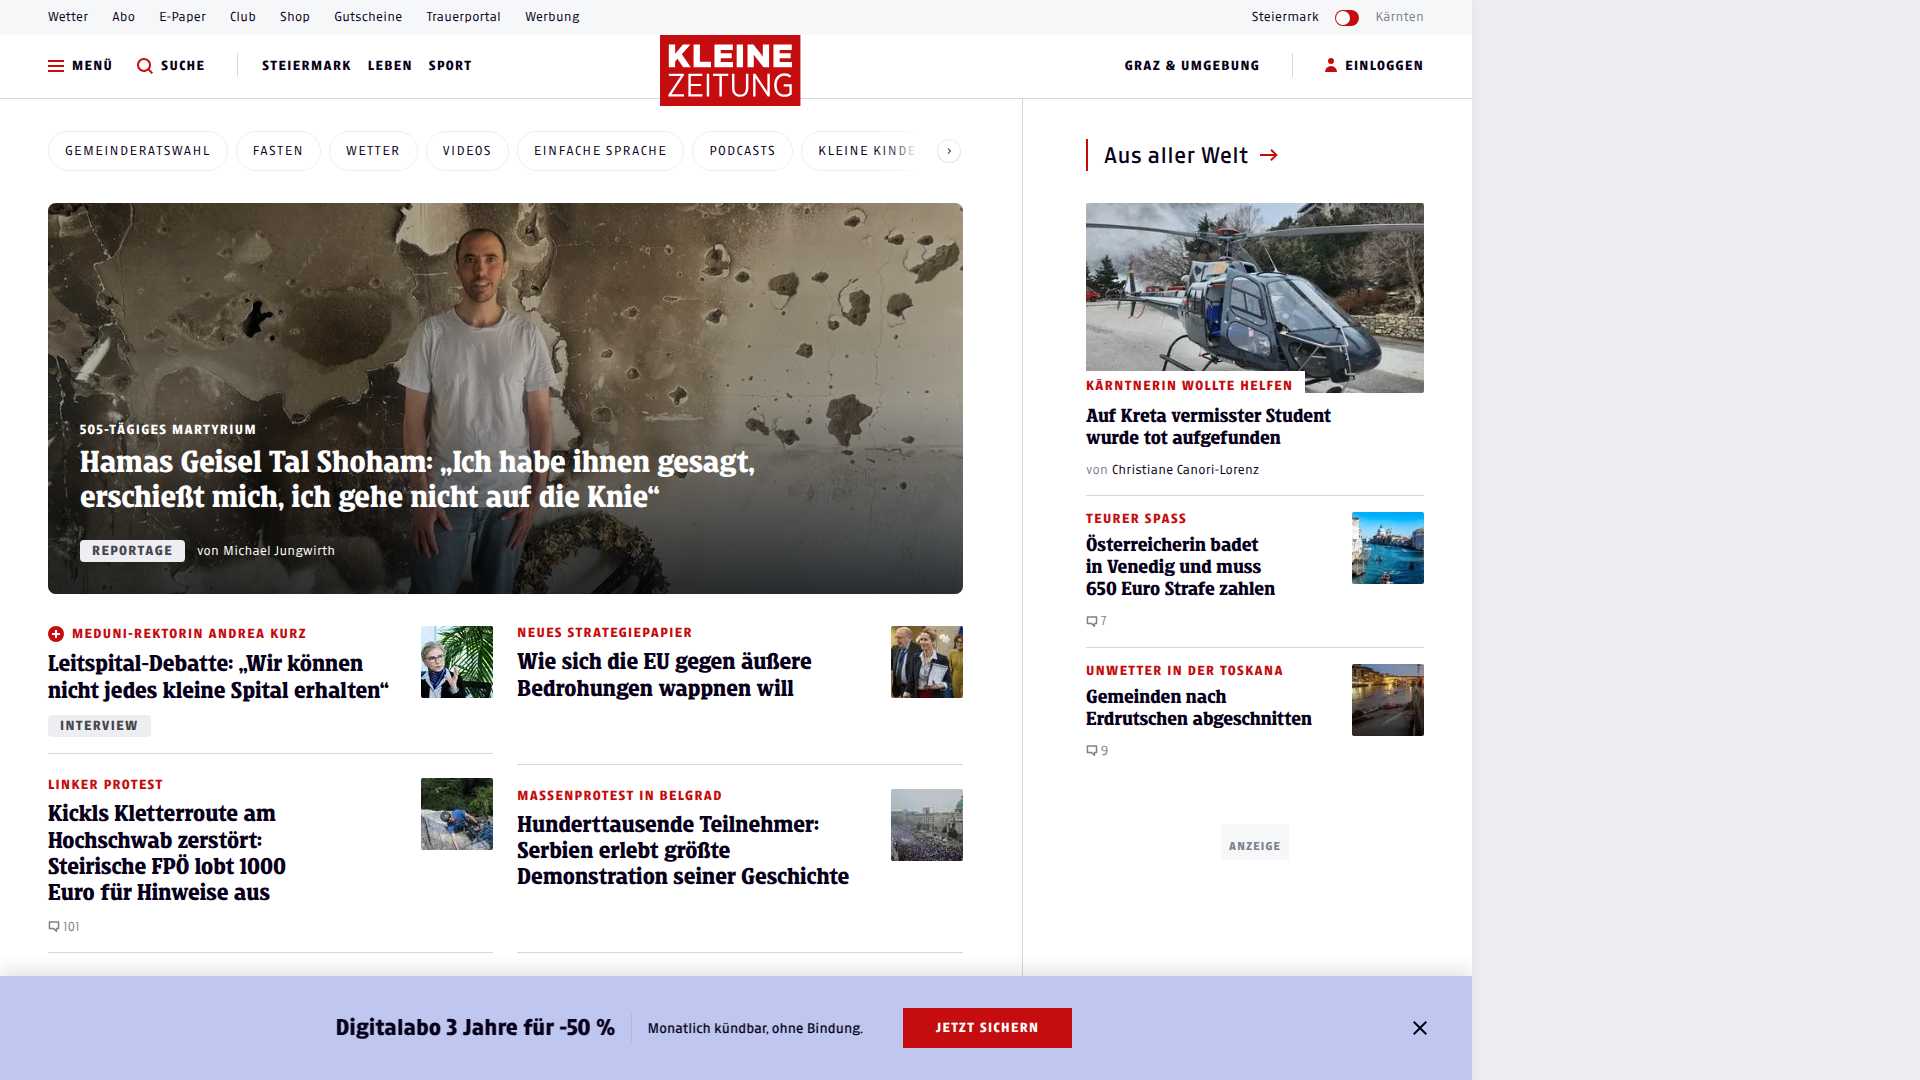 Wetter Abo E-Paper Club Shop Gutscheine Trauerportal Werbung
Steiermark Kärnten
MENÜ SUCHE STEIERMARK LEBEN SPORT
KLEINE
ZEITUNG
GRAZ & UMGEBUNG EINLOGGEN
GEMEINDERATSWAHL FASTEN WETTER VIDEOS EINFACHE SPRACHE PODCASTS KLEINE KINDE
505-TÄGIGES MARTYRIUM
Hamas Geisel Tal Shoham: „Ich habe ihnen gesagt,
erschießt mich, ich gehe nicht auf die Knie“
REPORTAGE von Michael Jungwirth
MEDUNI-REKTORIN ANDREA KURZ
Leitspital-Debatte: „Wir können
nicht jedes kleine Spital erhalten“
INTERVIEW
NEUES STRATEGIEPAPIER
Wie sich die EU gegen äußere
Bedrohungen wappnen will
LINKER PROTEST
Kickls Kletterroute am
Hochschwab zerstört:
Steirische FPÖ lobt 1000
Euro für Hinweise aus
101
MASSENPROTEST IN BELGRAD
Hunderttausende Teilnehmer:
Serbien erlebt größte
Demonstration seiner Geschichte
Aus aller Welt
KÄRNTNERIN WOLLTE HELFEN
Auf Kreta vermisster Student
wurde tot aufgefunden
von Christiane Canori-Lorenz
TEURER SPASS
Österreicherin badet
in Venedig und muss
650 Euro Strafe zahlen
7
UNWETTER IN DER TOSKANA
Gemeinden nach
Erdrutschen abgeschnitten
9
ANZEIGE
Digitalabo 3 Jahre für -50 % Monatlich kündbar, ohne Bindung. JETZT SICHERN